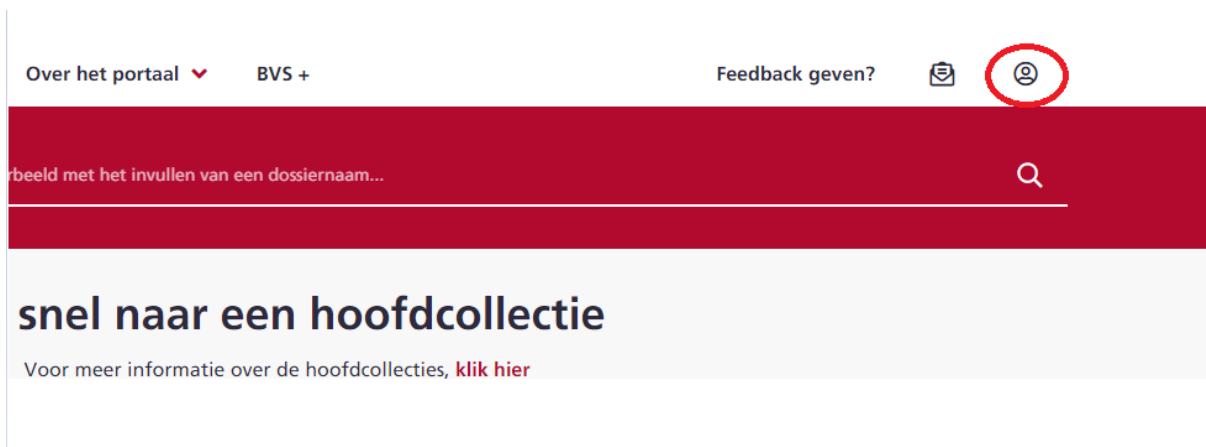 Over het portaal BVS + Feedback geven?
rbeeld met het invullen van een dossiernaam...
snel naar een hoofdcollectie
Voor meer informatie over de hoofdcollecties, klik hier